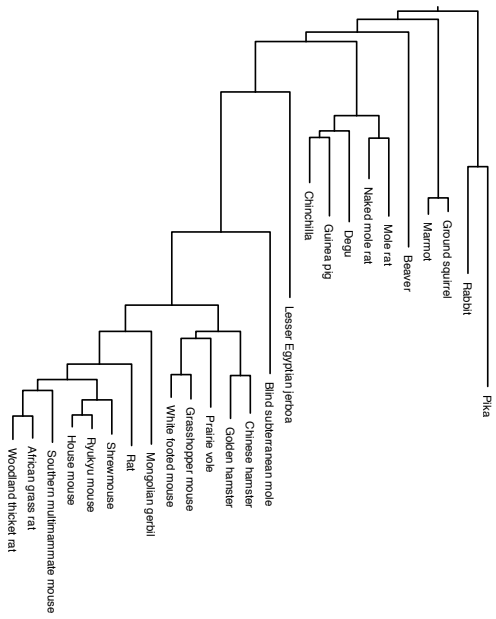 Pika
Rabbit
Ground squirrel
Marmot
Beaver
Mole rat
Naked mole rat
Degu
Guinea pig
Chinchilla
Lesser Egyptian jerboa
Blind subterranean mole
Chinese hamster
Golden hamster
Prairie vole
Grasshopper mouse
White footed mouse
Mongolian gerbil
Rat
Shrewmouse
Ryukyu mouse
House mouse
Southern multimammate mouse
African grass rat
Woodland thicket rat